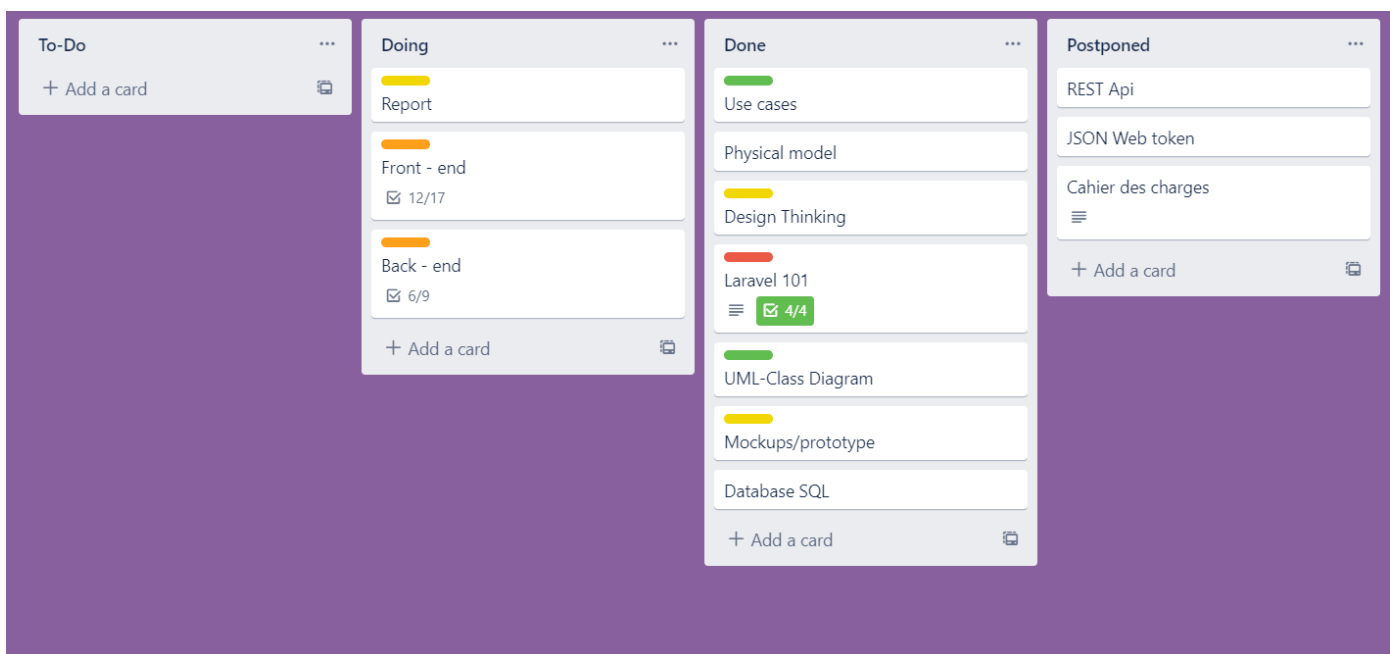 To-Do
+ Add a card
Doing
Report
Front - end
12/17
Back - end
6/9
+ Add a card
Done
Use cases
Physical model
Design Thinking
Laravel 101
4/4
UML-Class Diagram
Mockups/prototype
Database SQL
+ Add a card
Postponed
REST Api
JSON Web token
Cahier des charges
+ Add a card